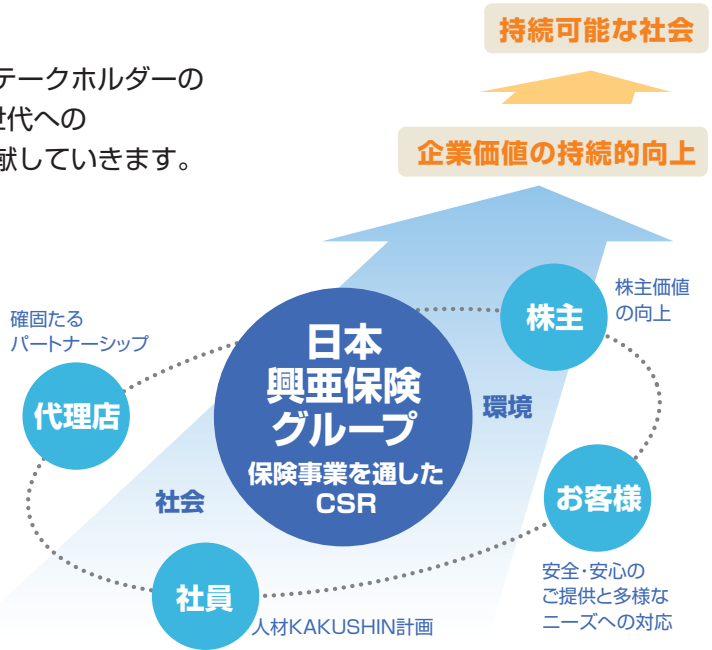 持続可能な社会
テークホルダーの
世代への
献していきます。
企業価値の持続的向上
株主
株主価値
の向上
確固たる
パートナーシップ
代理店
日本
興亜保険
グループ
保険事業を通した
CSR
環境
社会
お客様
安全・安心の
ご提供と多様な
ニーズへの対応
社員
人材KAKUSHIN計画